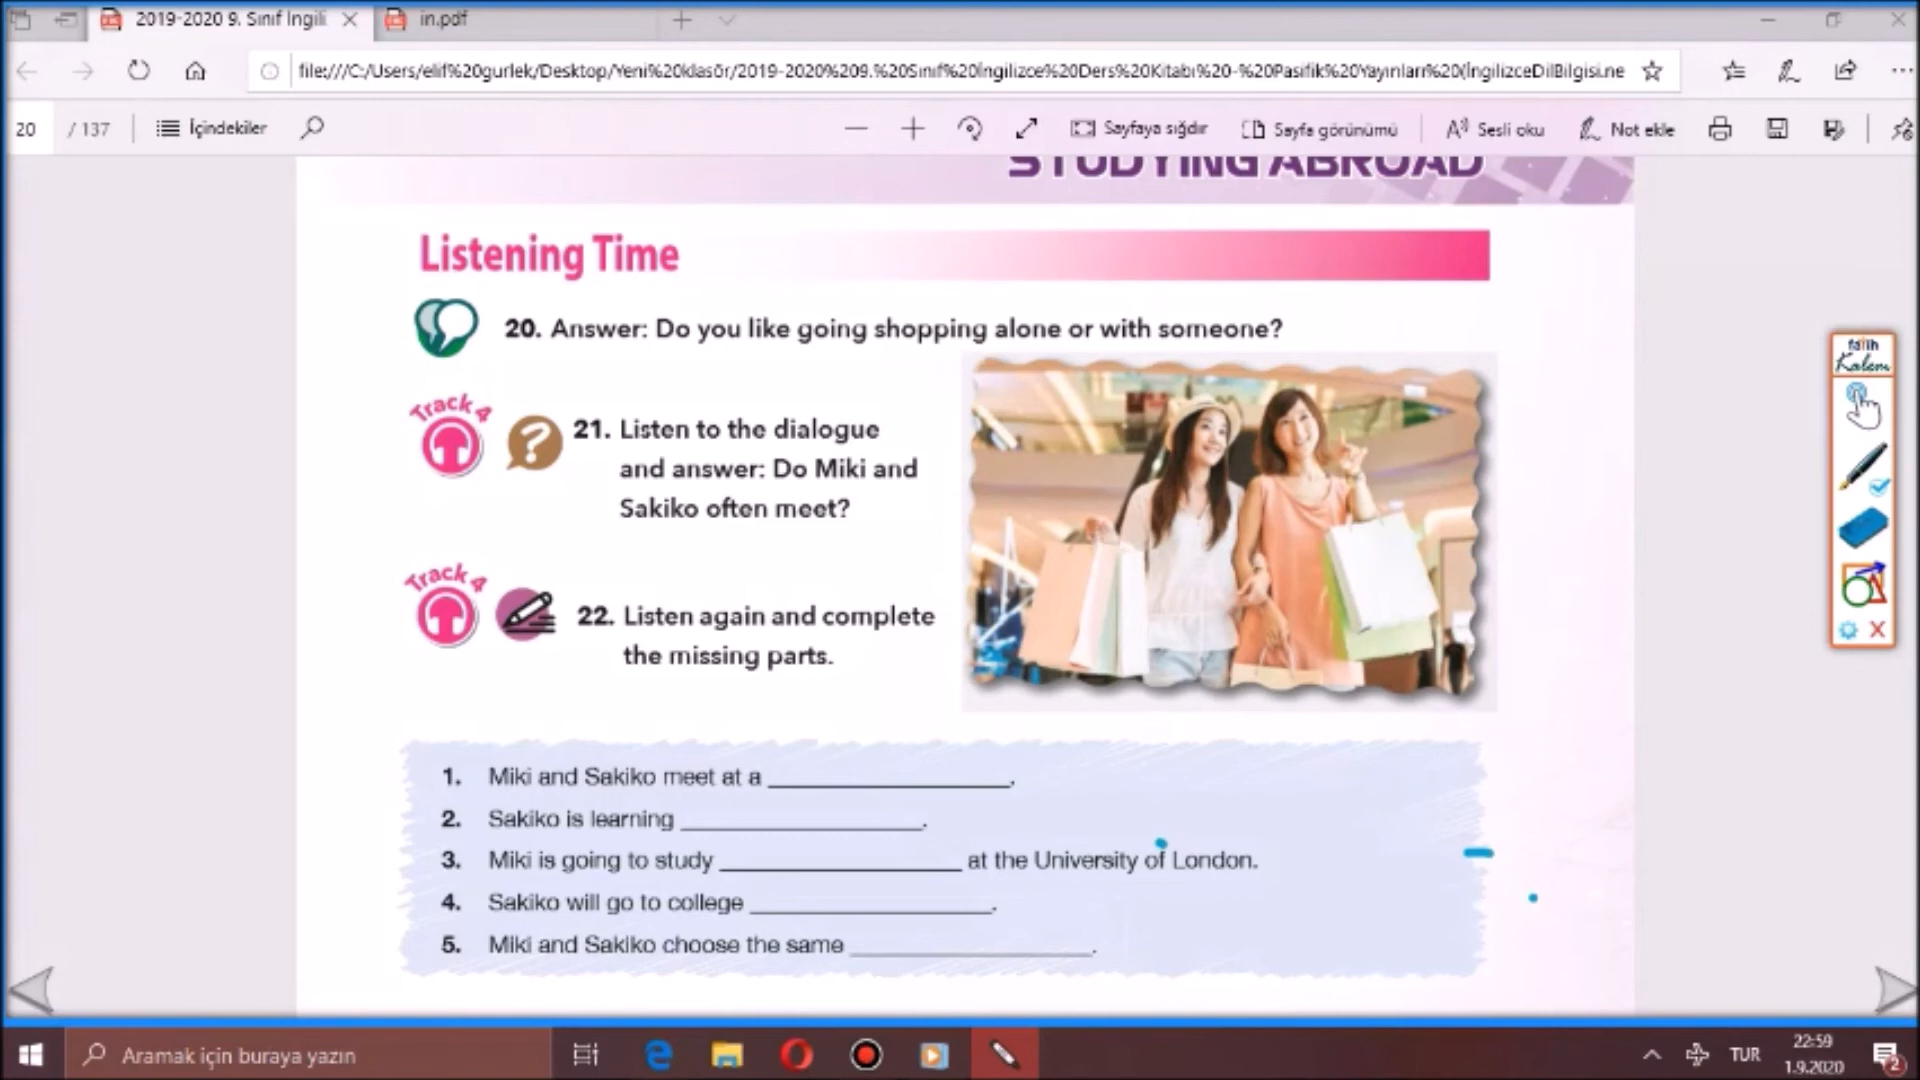 2019-2020 9. Sınıf İngili
in.pdf
file:///C:/Users/elif%20gurlek/Desktop/Yeni%20klasör/2019-2020%209.%20Sınıf%20İngilizce%20Ders%20Kitabı%20-%20Pasifik%20Yayınları%20(İngilizceDilBilgisi.ne
20 / 137 İçindekiler Sayfaya sığdır Sayfa görünümü Sesli oku Not ekle
STUDYING ABROAD
Listening Time
20. Answer: Do you like going shopping alone or with someone?
Track 4
21. Listen to the dialogue
and answer: Do Miki and
Sakiko often meet?
Track 4
22. Listen again and complete
the missing parts.
1. Miki and Sakiko meet at a ____________________.
2. Sakiko is learning ____________________.
3. Miki is going to study ____________________ at the University of London.
4. Sakiko will go to college ____________________.
5. Miki and Sakiko choose the same ____________________.
fatih
Kalem
Aramak için buraya yazın
TUR
22:59
1.9.2020
2